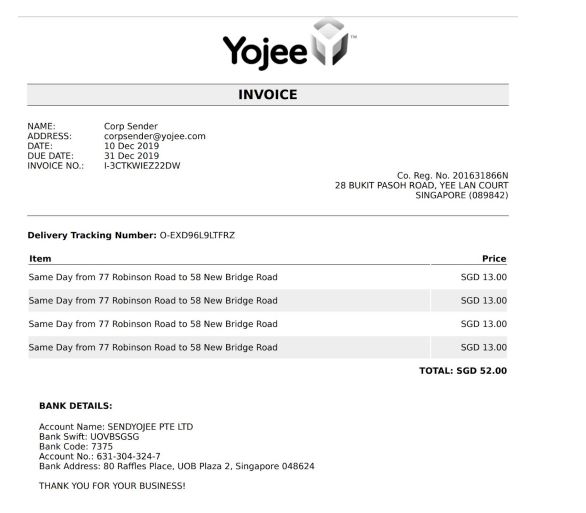 Yojee™
INVOICE
NAME: Corp Sender
ADDRESS: corpsender@yojee.com
DATE: 10 Dec 2019
DUE DATE: 31 Dec 2019
INVOICE NO.: I-3CTKWIEZ22DW
Co. Reg. No. 201631866N
28 BUKIT PASOH ROAD, YEE LAN COURT
SINGAPORE (089842)
Delivery Tracking Number: O-EXD96L9LTFRZ
Item Price
Same Day from 77 Robinson Road to 58 New Bridge Road SGD 13.00
Same Day from 77 Robinson Road to 58 New Bridge Road SGD 13.00
Same Day from 77 Robinson Road to 58 New Bridge Road SGD 13.00
Same Day from 77 Robinson Road to 58 New Bridge Road SGD 13.00
TOTAL: SGD 52.00
BANK DETAILS:
Account Name: SENDYOJEE PTE LTD
Bank Swift: UOVBSGSG
Bank Code: 7375
Account No.: 631-304-324-7
Bank Address: 80 Raffles Place, UOB Plaza 2, Singapore 048624
THANK YOU FOR YOUR BUSINESS!